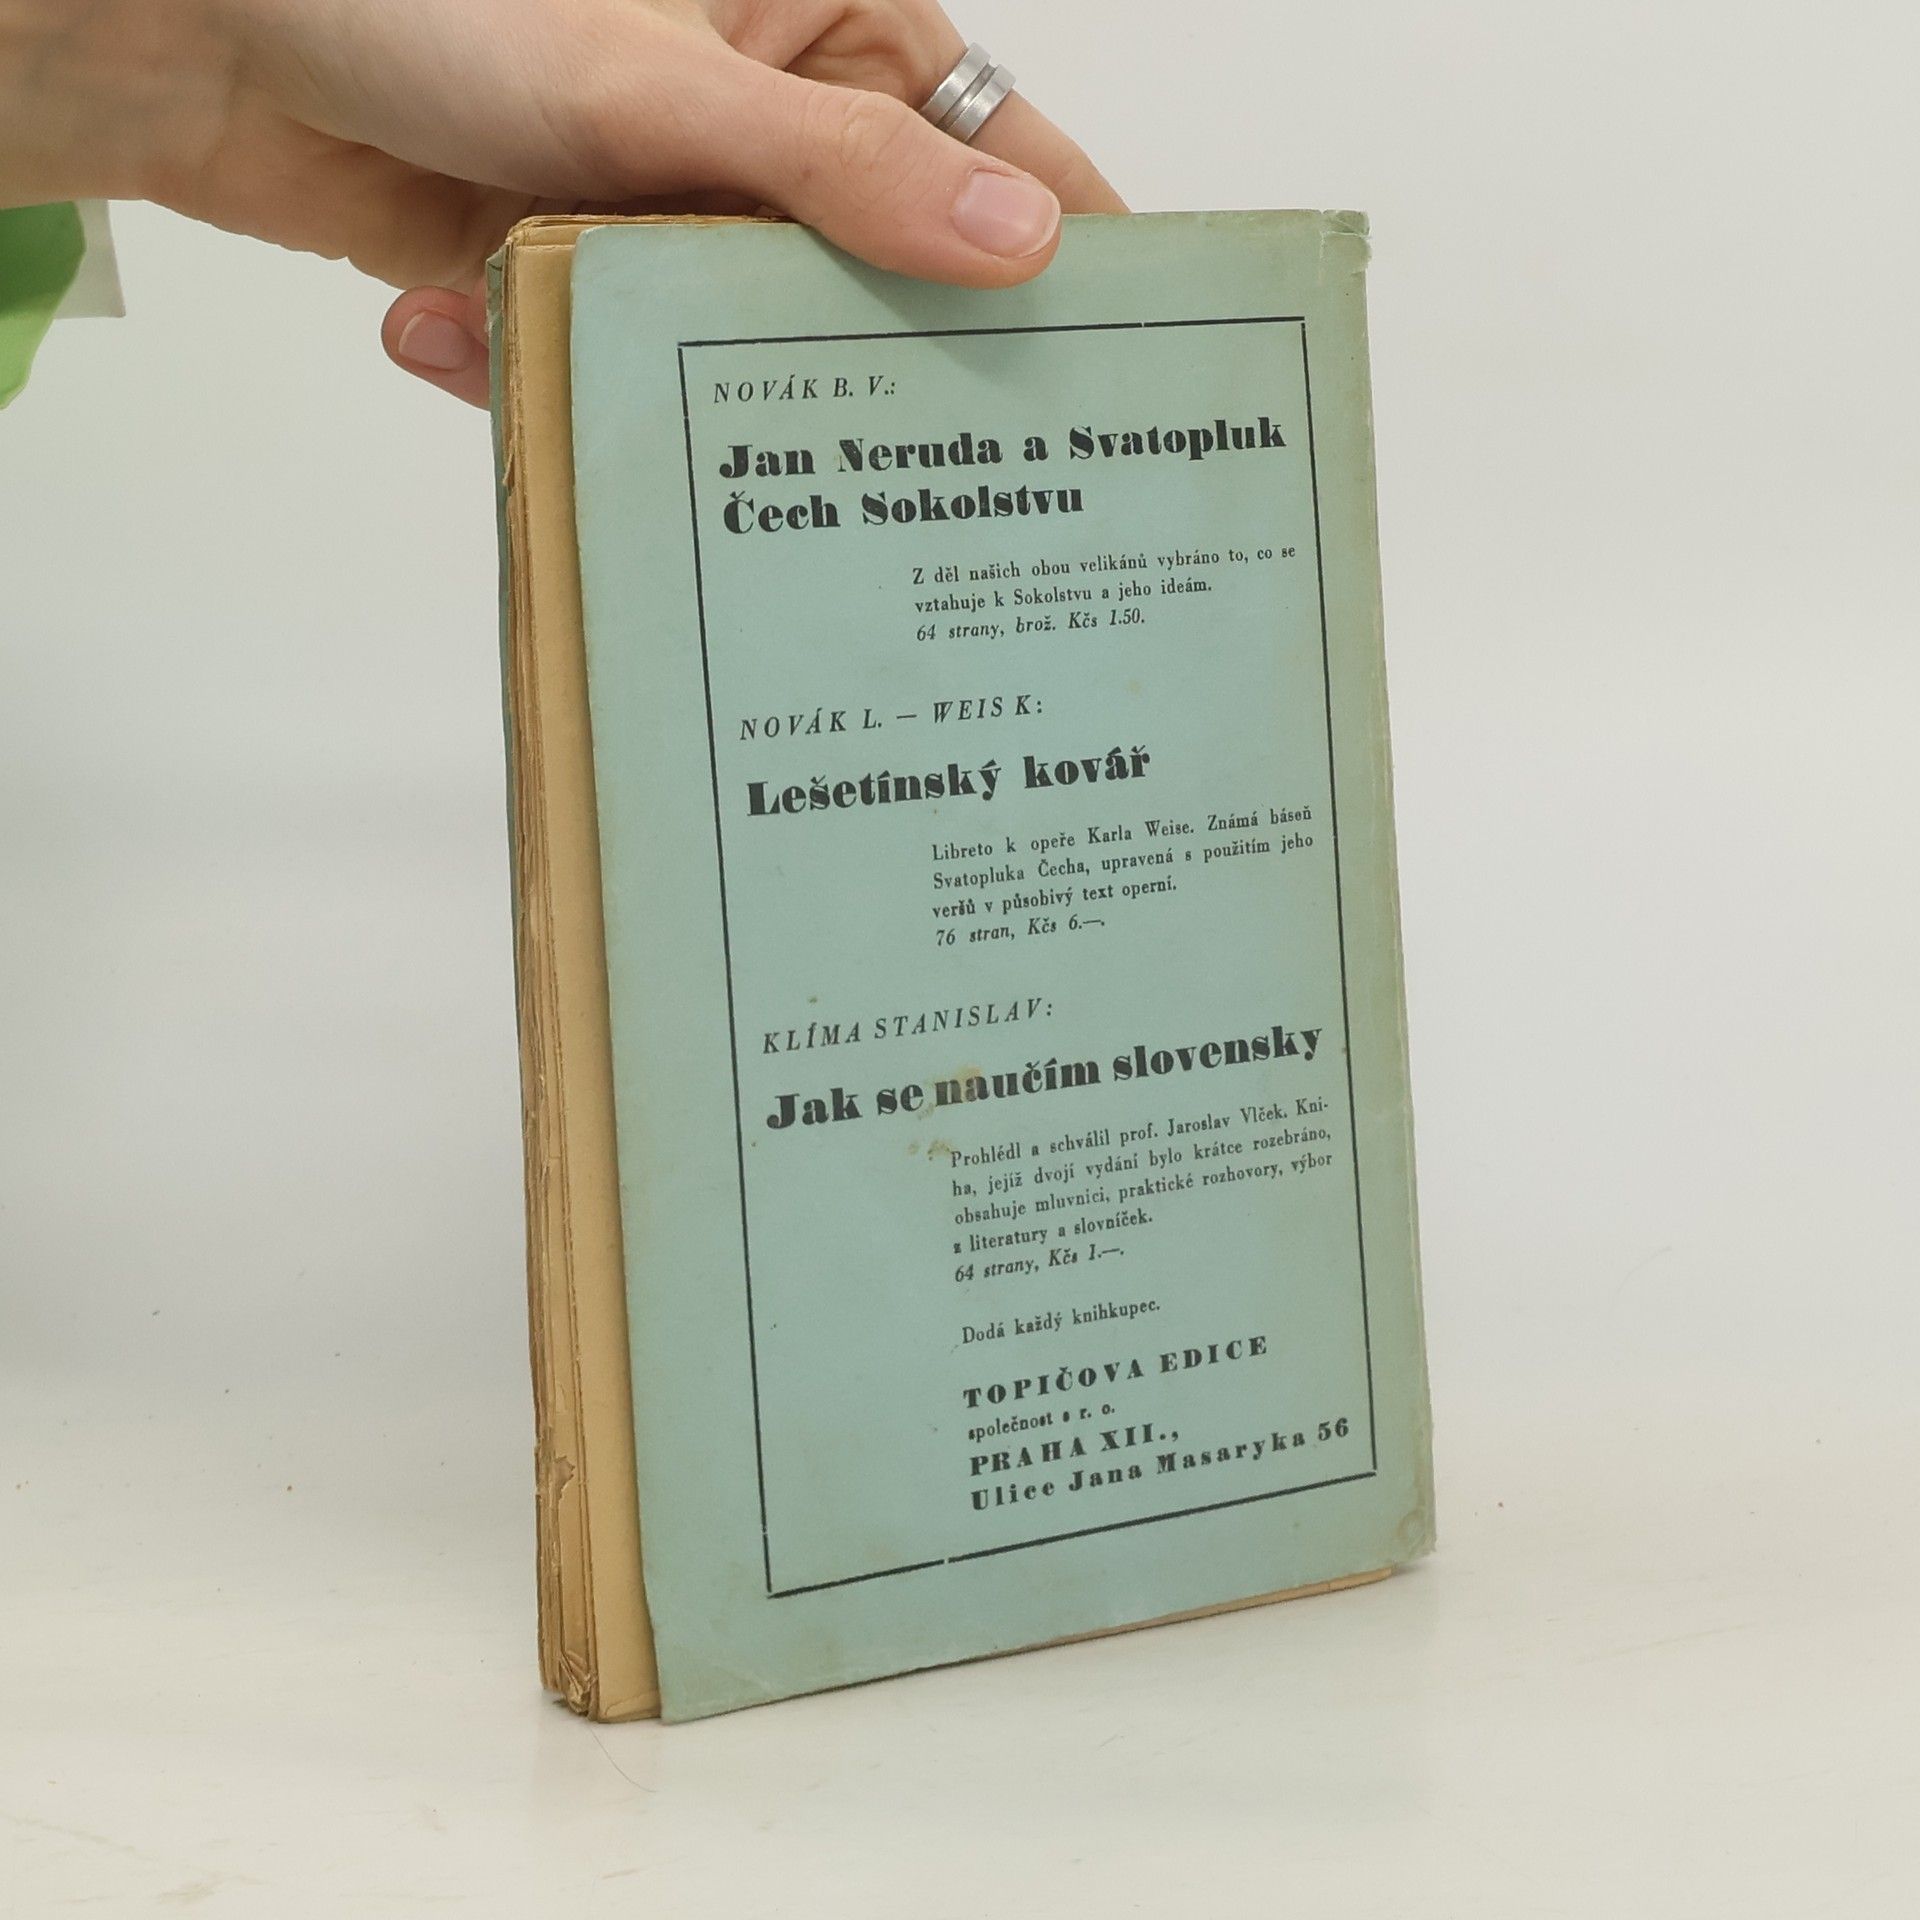 NOVÁK B. V.:
Jan Neruda a Svatopluk
Čech Sokolstvu
Z děl našich obou velikánů vybráno to, co se
vztahuje k Sokolstvu a jeho ideám.
64 strany, brož. Kčs 1.50.
NOVÁK L. — WEIS K:
Lešetínský kovář
Libreto k opeře Karla Weise. Známá báseň
Svatopluka Čecha, upravená s použitím jeho
veršů v působivý text operní.
76 stran, Kčs 6.—.
KLÍMA STANISLAV:
Jak se naučím slovensky
Prohlédl a schválil prof. Jaroslav Vlček. Kni-
ha, jejíž dvojí vydání bylo krátce rozebráno,
obsahuje mluvnici, praktické rozhovory, výbor
z literatury a slovníček.
64 strany, Kčs 1.—.
Dodá každý knihkupec.
TOPIČOVA EDICE
společnost s r. o.
PRAHA XII.,
Ulice Jana Masaryka 56